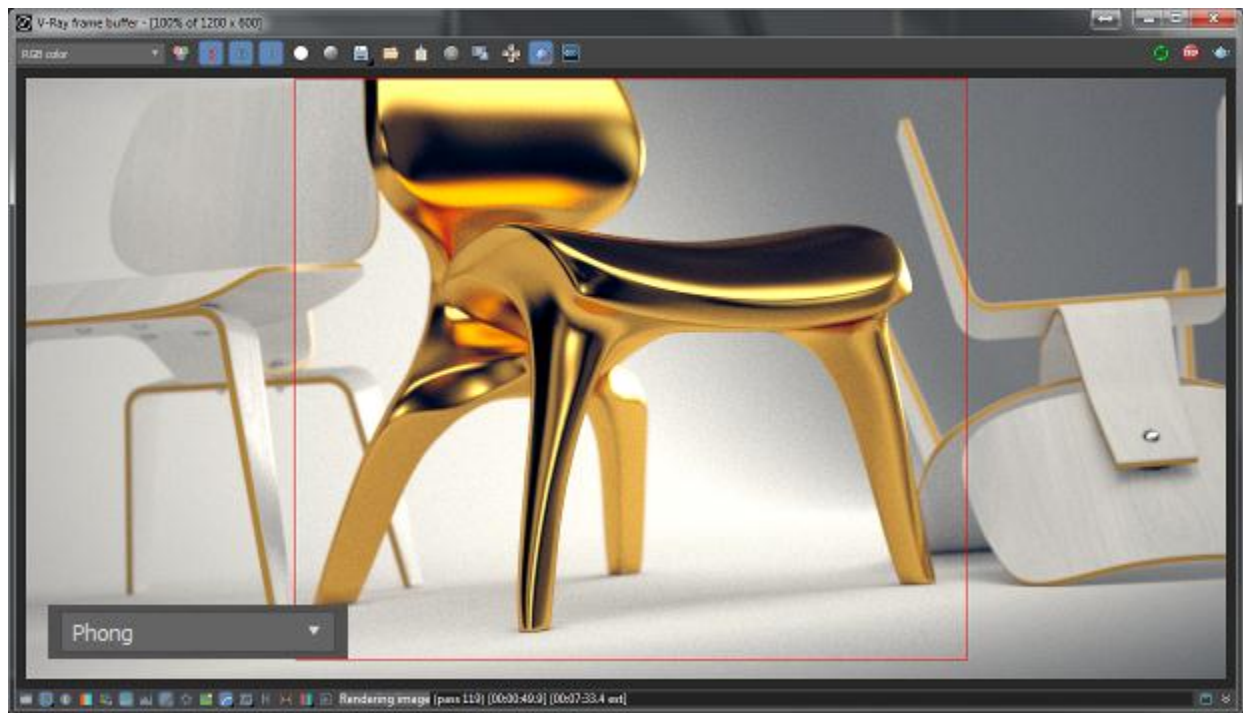 V-Ray frame buffer - [100% of 1200 x 600]
RGB color
Phong
Rendering image (pass 119) [00:00:49.9] [00:07:33.4 est]